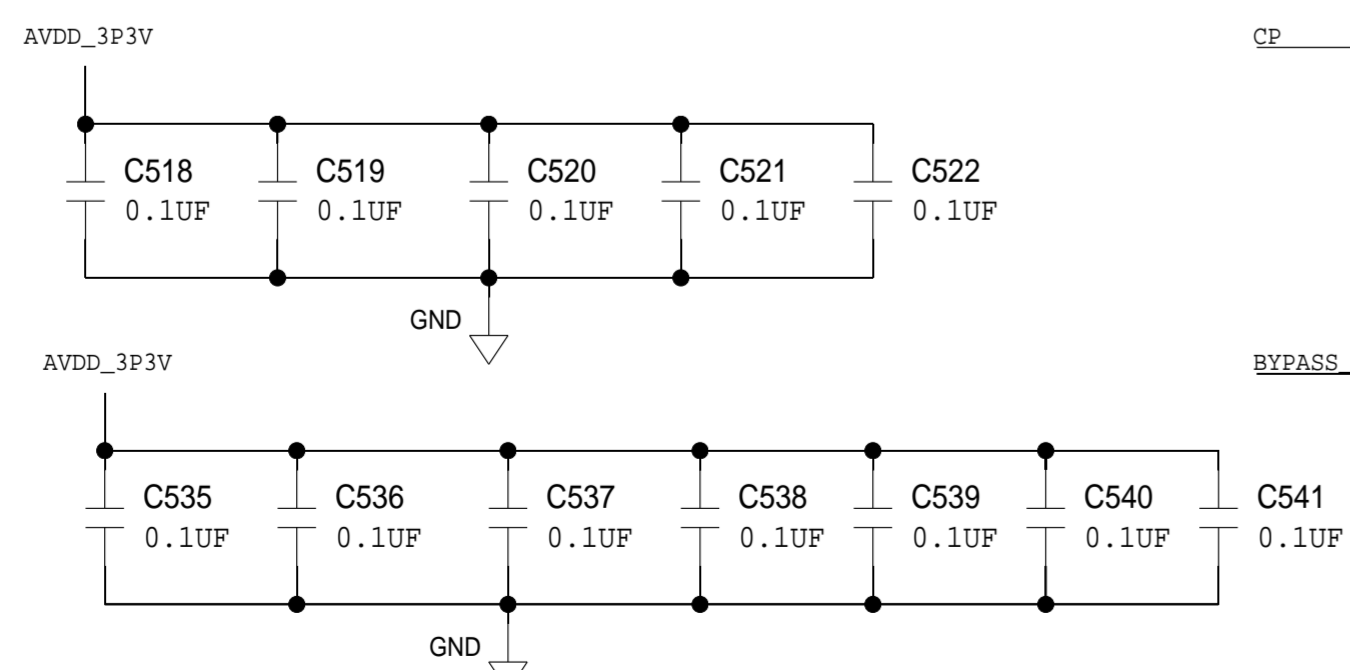 AVDD_3P3V
CP
C518 C519 C520 C521 C522
0.1UF 0.1UF 0.1UF 0.1UF 0.1UF
GND
AVDD_3P3V
BYPASS_
C535 C536 C537 C538 C539 C540 C541
0.1UF 0.1UF 0.1UF 0.1UF 0.1UF 0.1UF 0.1UF
GND